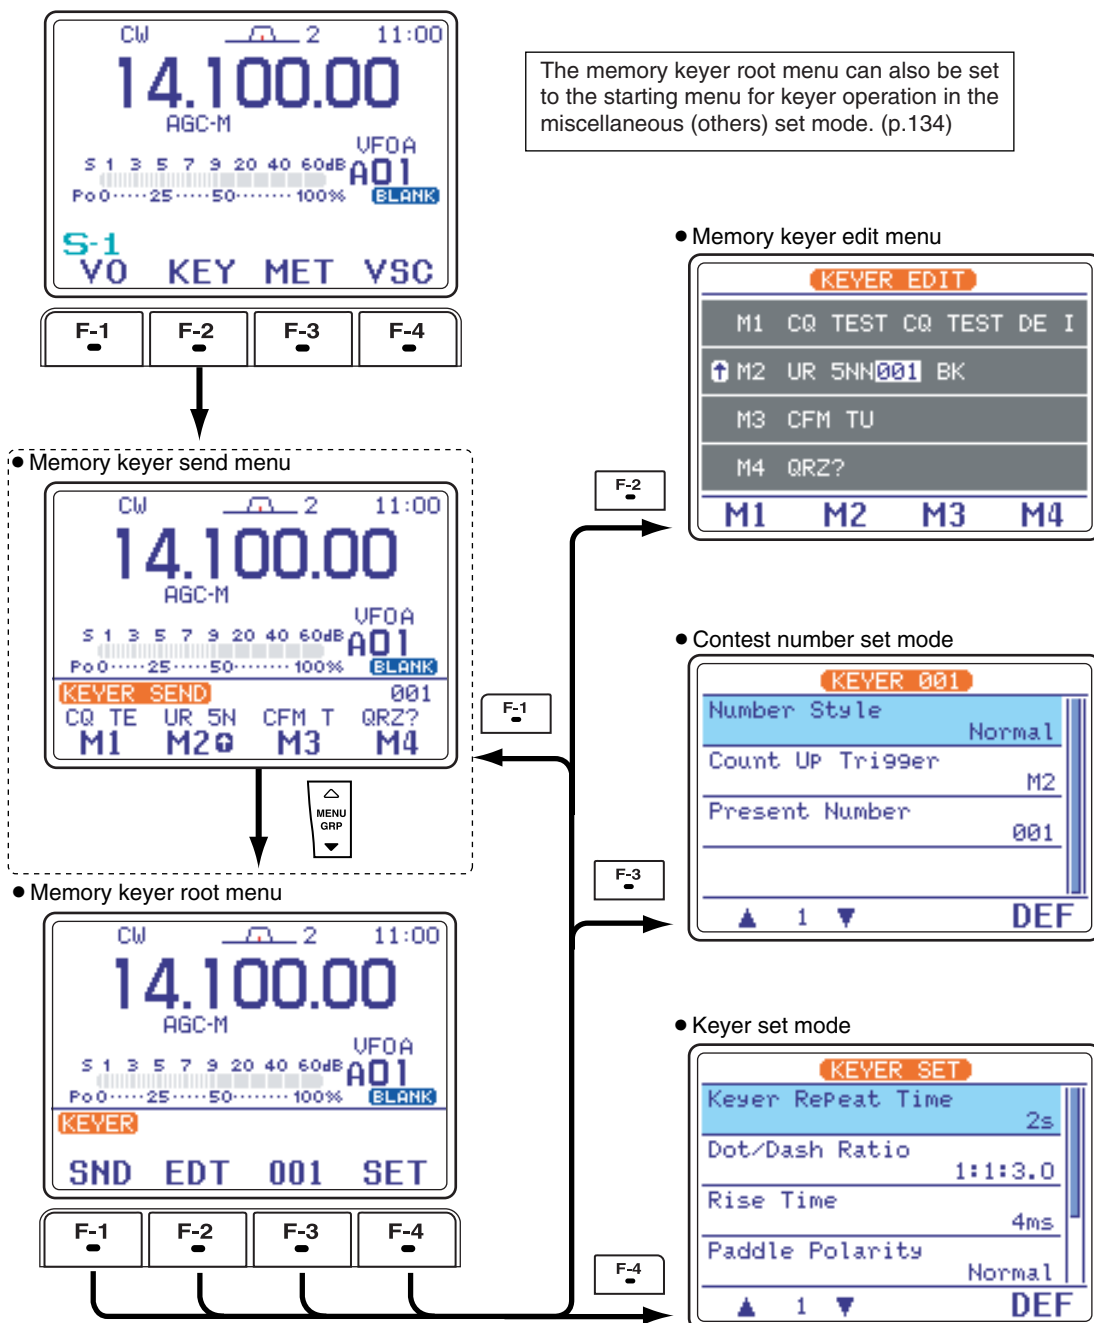 CW 2 11:00
14.100.00
AGC-M
VFOA
S 1 3 5 7 9 20 40 60dB A01
Po0·····25·····50········100% BLANK
S-1
VO KEY MET VSC
F-1 F-2 F-3 F-4
The memory keyer root menu can also be set
to the starting menu for keyer operation in the
miscellaneous (others) set mode. (p.134)
● Memory keyer send menu
CW 2 11:00
14.100.00
AGC-M
VFOA
S 1 3 5 7 9 20 40 60dB A01
Po0·····25·····50········100% BLANK
KEYER SEND 001
CQ TE UR 5N CFM T QRZ?
M1 M2 M3 M4
MENU
GRP
● Memory keyer root menu
CW 2 11:00
14.100.00
AGC-M
VFOA
S 1 3 5 7 9 20 40 60dB A01
Po0·····25·····50········100% BLANK
KEYER
SND EDT 001 SET
F-1 F-2 F-3 F-4
F-1
F-2
● Memory keyer edit menu
KEYER EDIT
M1 CQ TEST CQ TEST DE I
M2 UR 5NN001 BK
M3 CFM TU
M4 QRZ?
M1 M2 M3 M4
F-3
● Contest number set mode
KEYER 001
Number Style
Normal
Count Up Trigger
M2
Present Number
001
▲ 1 ▼ DEF
F-4
● Keyer set mode
KEYER SET
Keyer Repeat Time
2s
Dot/Dash Ratio
1:1:3.0
Rise Time
4ms
Paddle Polarity
Normal
▲ 1 ▼ DEF